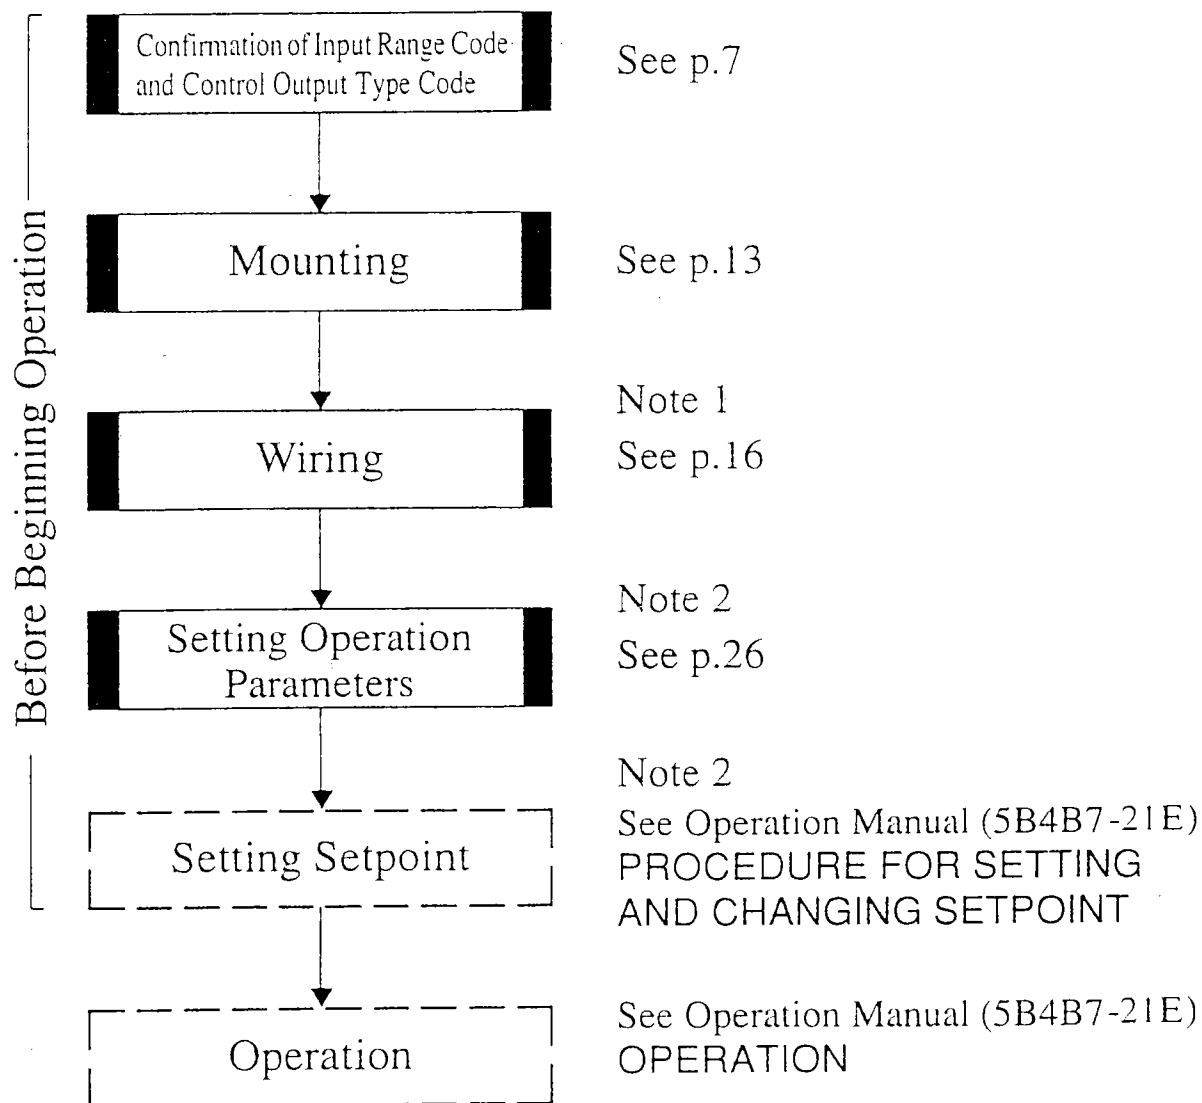 Before Beginning Operation
Confirmation of Input Range Code
and Control Output Type Code
See p.7
Mounting
See p.13
Wiring
Note 1
See p.16
Setting Operation
Parameters
Note 2
See p.26
Setting Setpoint
Note 2
See Operation Manual (5B4B7-21E)
PROCEDURE FOR SETTING
AND CHANGING SETPOINT
Operation
See Operation Manual (5B4B7-21E)
OPERATION